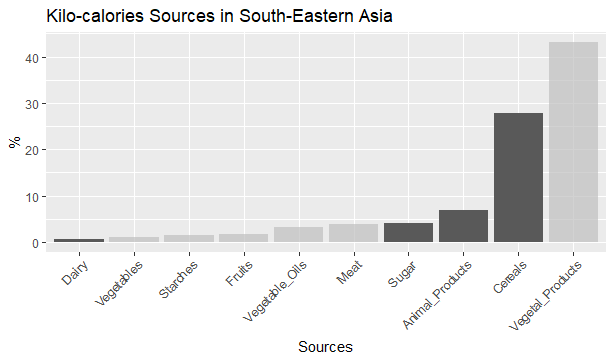 Kilo-calories Sources in South-Eastern Asia
%
40
30
20
10
0
Dairy
Vegetables
Starches
Fruits
Vegetable_Oils
Meat
Sugar
Animal_Products
Cereals
Vegetal_Products
Sources